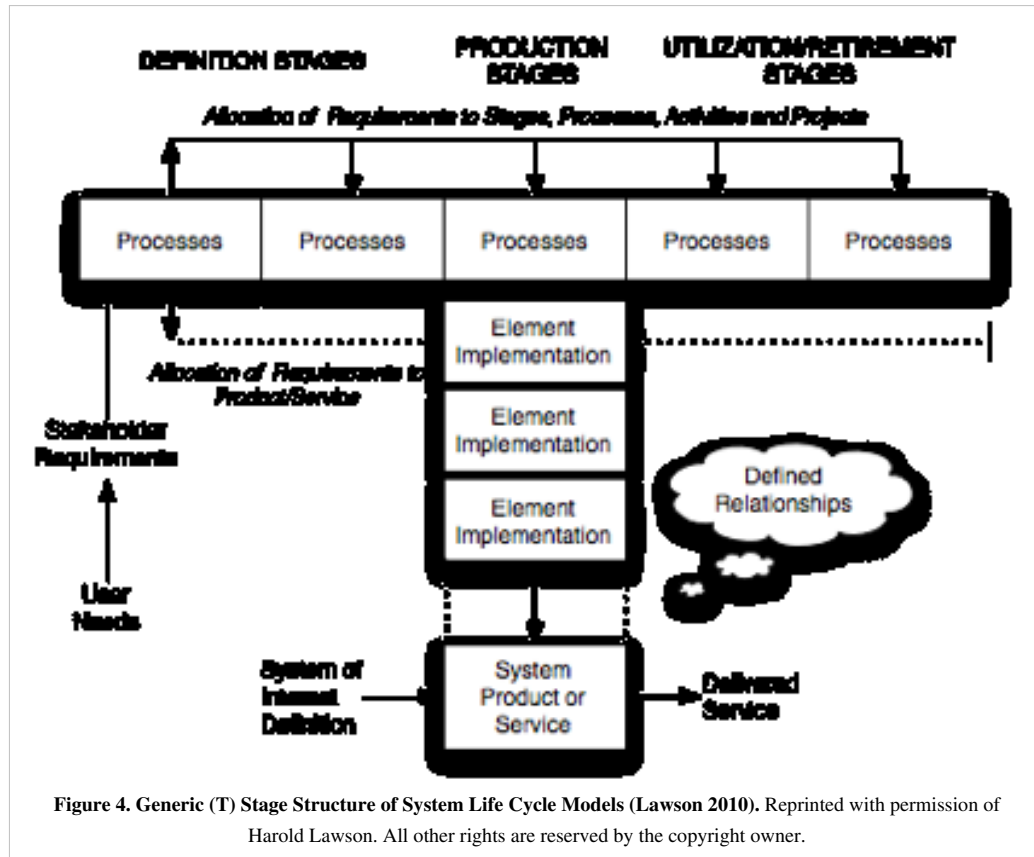 DEFINITION STAGES
PRODUCTION
STAGES
UTILIZATION/RETIREMENT
STAGES
Allocation of Requirements to Stages, Processes, Activities and Projects
Processes
Processes
Processes
Processes
Processes
Element
Implementation
Allocation of Requirements to
Product/Service
Stakeholder
Requirements
Element
Implementation
Element
Implementation
Defined
Relationships
User
Needs
System of
Interest
Definition
System
Product or
Service
Delivered
Service
Figure 4. Generic (T) Stage Structure of System Life Cycle Models (Lawson 2010). Reprinted with permission of
Harold Lawson. All other rights are reserved by the copyright owner.